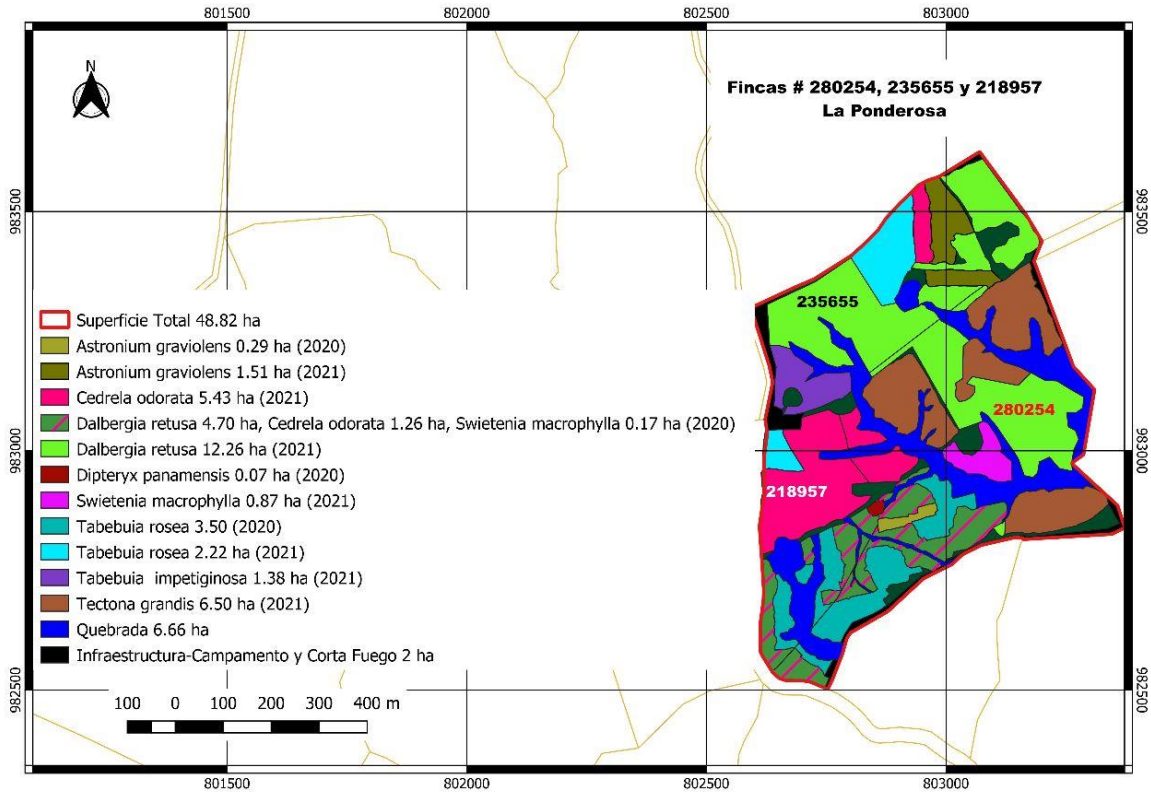 801500 802000 802500 803000
N
Fincas # 280254, 235655 y 218957
La Ponderosa
983500 983500
235655
280254
983000 983000
218957
Superficie Total 48.82 ha
Astronium graviolens 0.29 ha (2020)
Astronium graviolens 1.51 ha (2021)
Cedrela odorata 5.43 ha (2021)
Dalbergia retusa 4.70 ha, Cedrela odorata 1.26 ha, Swietenia macrophylla 0.17 ha (2020)
Dalbergia retusa 12.26 ha (2021)
Dipteryx panamensis 0.07 ha (2020)
Swietenia macrophylla 0.87 ha (2021)
Tabebuia rosea 3.50 (2020)
Tabebuia rosea 2.22 ha (2021)
Tabebuia impetiginosa 1.38 ha (2021)
Tectona grandis 6.50 ha (2021)
Quebrada 6.66 ha
Infraestructura-Campamento y Corta Fuego 2 ha
982500 982500
100 0 100 200 300 400 m
801500 802000 802500 803000